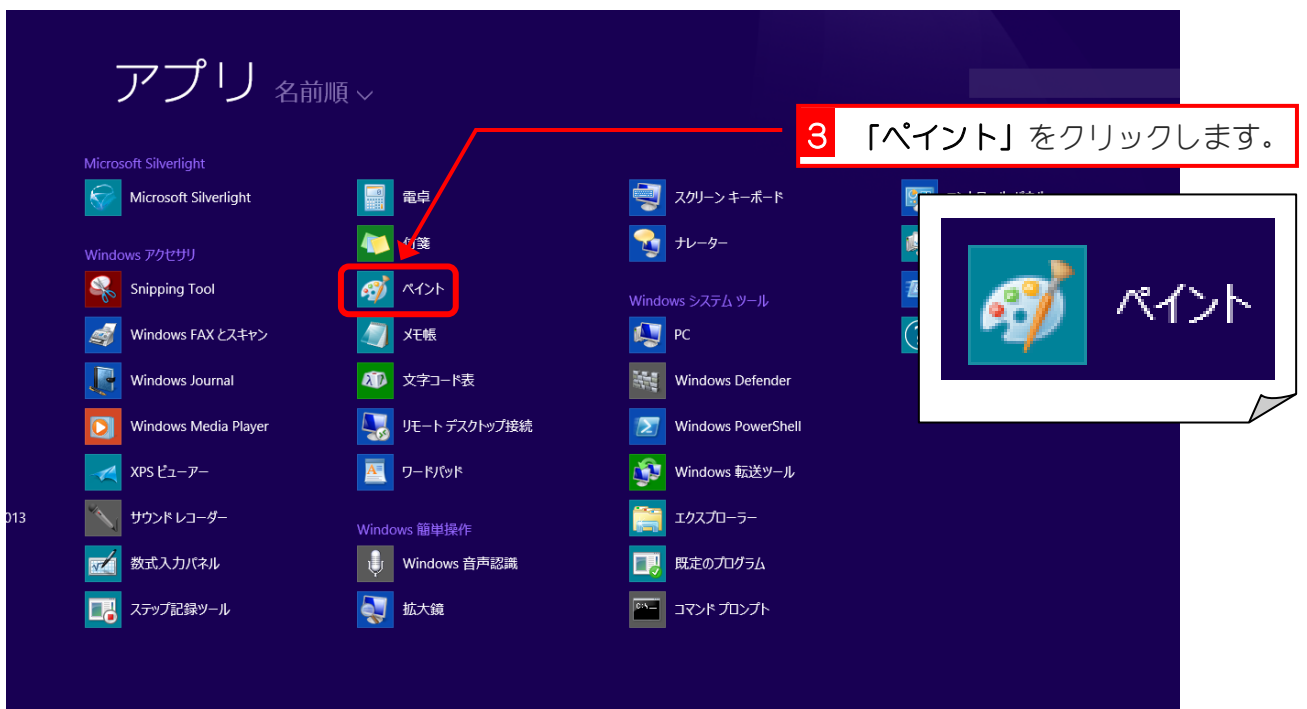 アプリ 名前順
3 「ペイント」をクリックします。
Microsoft Silverlight
Microsoft Silverlight
Windows アクセサリ
Snipping Tool
Windows FAX とスキャン
Windows Journal
Windows Media Player
XPS ビューアー
013
サウンド レコーダー
数式入力パネル
ステップ記録ツール
電卓
付箋
ペイント
メモ帳
文字コード表
リモート デスクトップ接続
ワードパッド
Windows 簡単操作
Windows 音声認識
拡大鏡
スクリーン キーボード
ナレーター
Windows システム ツール
PC
Windows Defender
Windows PowerShell
Windows 転送ツール
エクスプローラー
既定のプログラム
コマンド プロンプト
ペイント